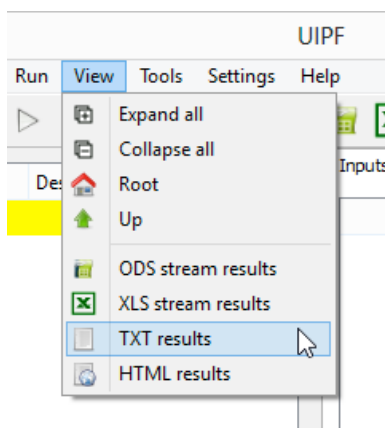 UIPF
Run View Tools Settings Help
Expand all
Collapse all
Inputs
Root
Up
ODS stream results
XLS stream results
TXT results
HTML results